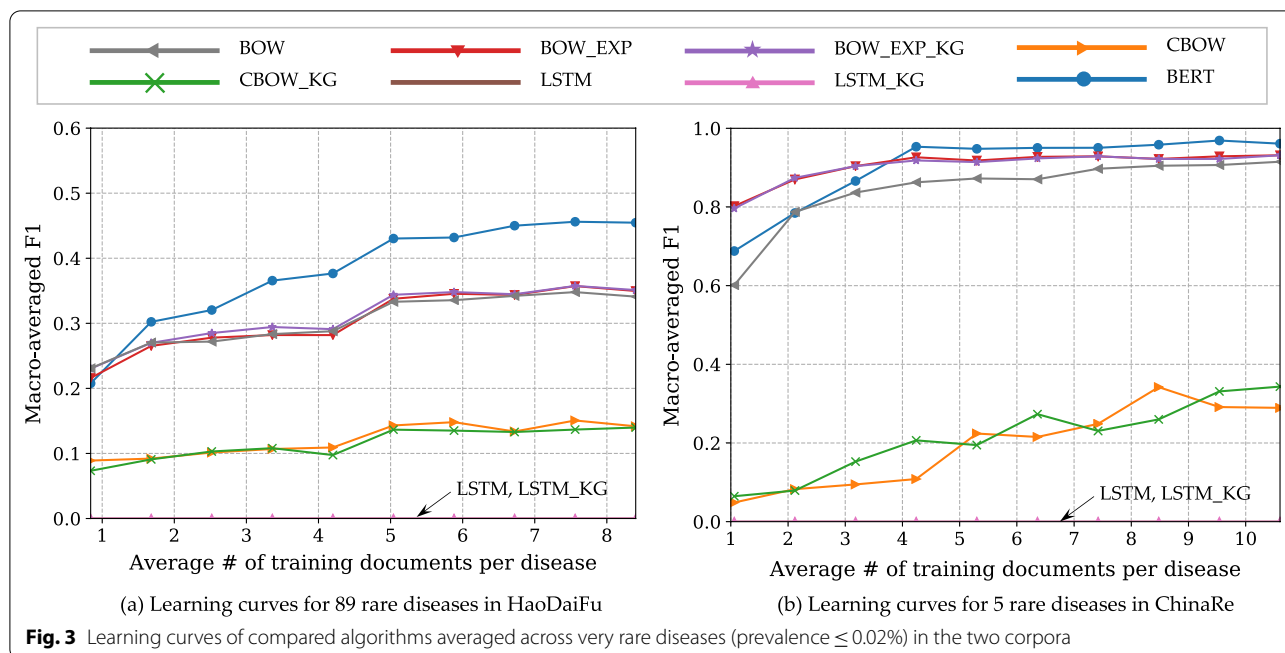 BOW BOW_EXP BOW_EXP_KG CBOW
CBOW_KG LSTM LSTM_KG BERT
Macro-averaged F1
0.6
0.5
0.4
0.3
0.2
0.1
0.0
LSTM, LSTM_KG
1 2 3 4 5 6 7 8
Average # of training documents per disease
(a) Learning curves for 89 rare diseases in HaoDaiFu
Macro-averaged F1
1.0
0.8
0.6
0.4
0.2
0.0
LSTM, LSTM_KG
1 2 3 4 5 6 7 8 9 10
Average # of training documents per disease
(b) Learning curves for 5 rare diseases in ChinaRe
Fig. 3 Learning curves of compared algorithms averaged across very rare diseases (prevalence ≤ 0.02%) in the two corpora